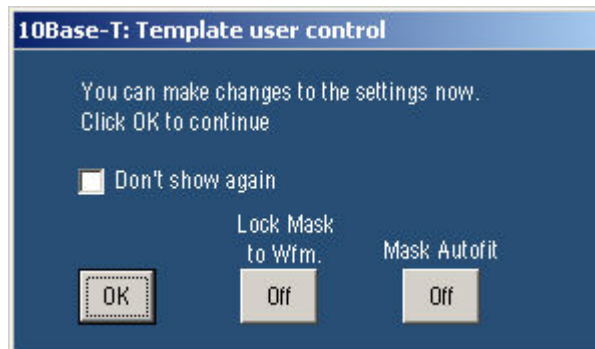 10Base-T: Template user control
You can make changes to the settings now.
Click OK to continue
Don't show again
Lock Mask
to Wfm.
Mask Autofit
OK
Off
Off